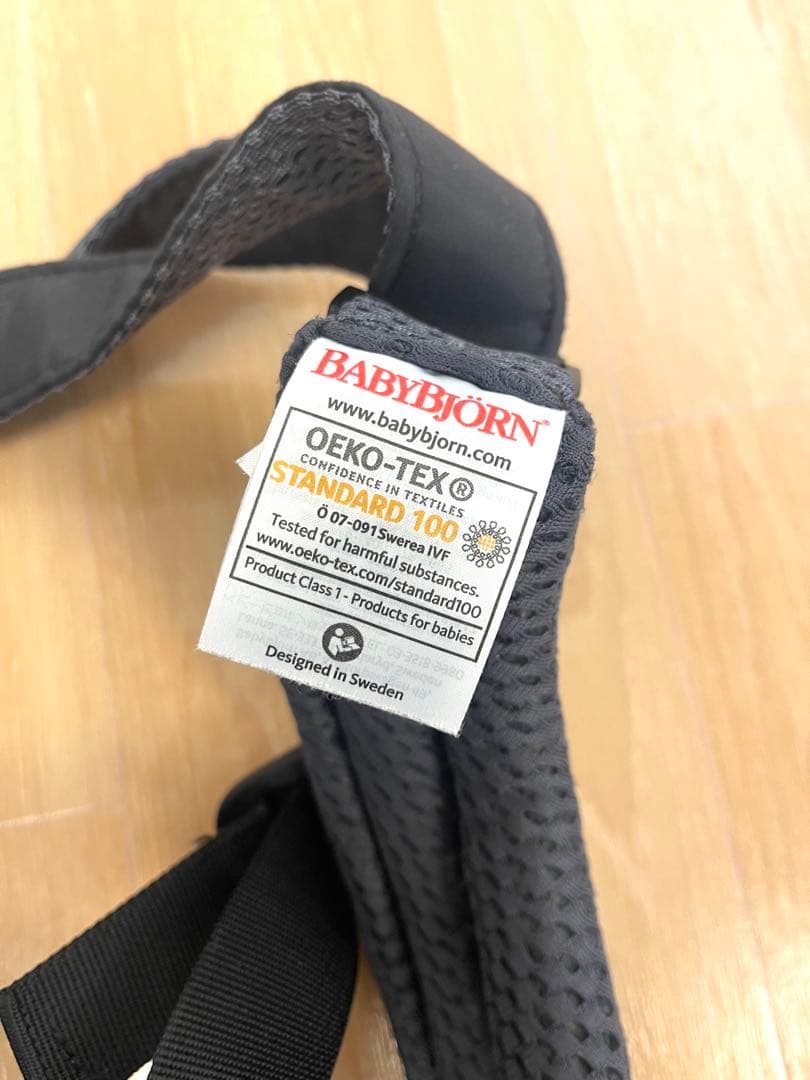 BABYBJÖRN®
www.babybjorn.com
OEKO-TEX®
CONFIDENCE IN TEXTILES
STANDARD 100
Ö 07-091 Swerea IVF
Tested for harmful substances.
www.oeko-tex.com/standard100
Product Class 1 - Products for babies
Designed in Sweden